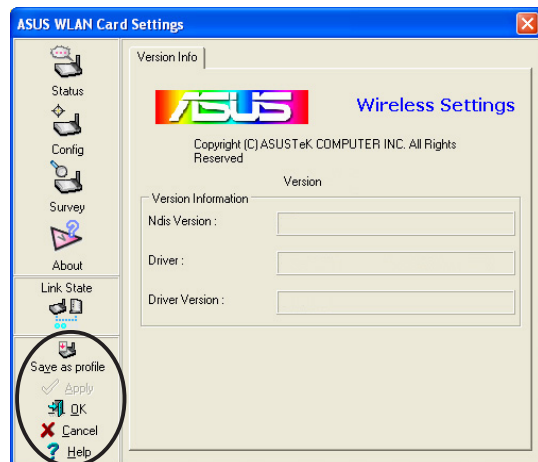 ASUS WLAN Card Settings
Status
Config
Survey
About
Link State
Save as profile
Apply
OK
Cancel
Help
Version Info
ASUS
Wireless Settings
Copyright (C) ASUSTeK COMPUTER INC. All Rights
Reserved
Version
Version Information
Ndis Version :
Driver :
Driver Version :